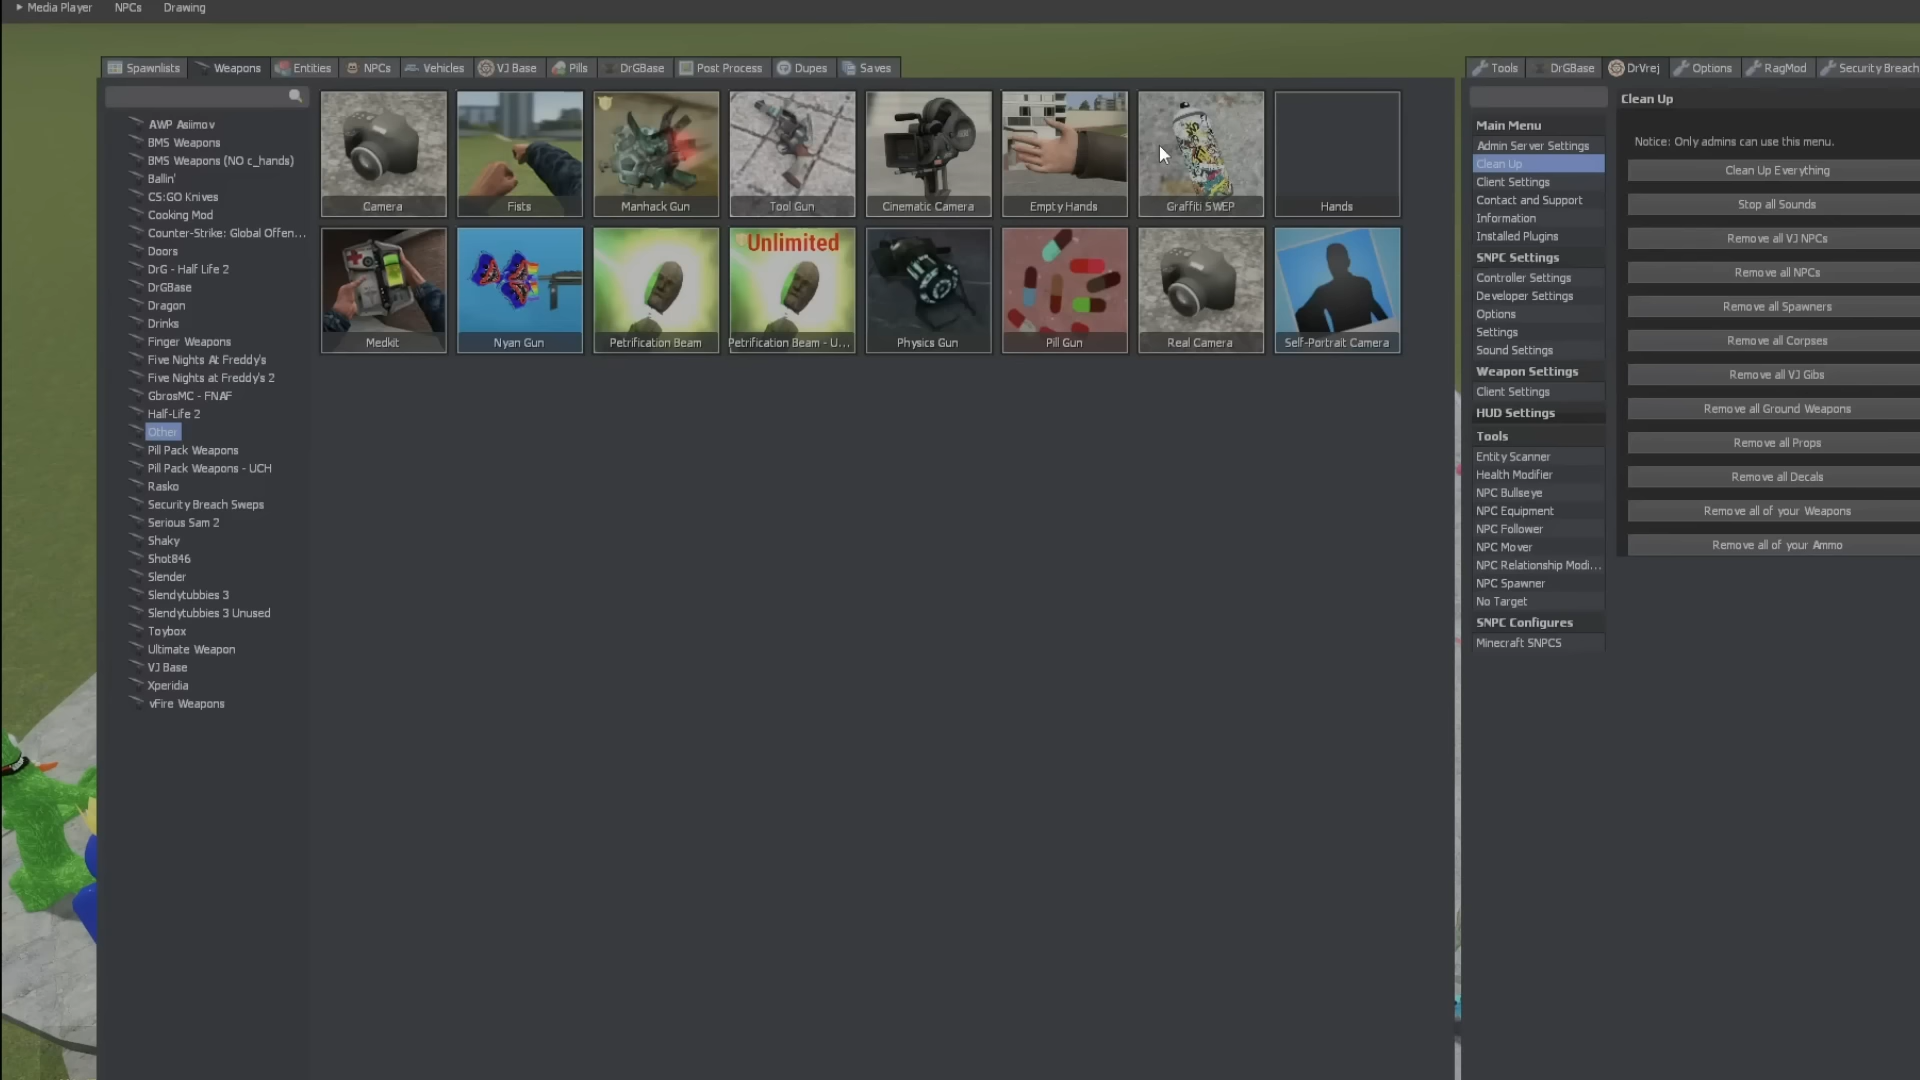 Media Player NPCs Drawing
Spawnlists Weapons Entities NPCs Vehicles VJ Base Pills DrGBase Post Process Dupes Saves
AWP Asiimov
BMS Weapons
BMS Weapons (NO c_hands)
Ballin'
CS:GO Knives
Cooking Mod
Counter-Strike: Global Offen...
Doors
DrG - Half Life 2
DrGBase
Dragon
Drinks
Finger Weapons
Five Nights At Freddy's
Five Nights at Freddy's 2
GbrosMC - FNAF
Half-Life 2
Other
Pill Pack Weapons
Pill Pack Weapons - UCH
Rasko
Security Breach Sweps
Serious Sam 2
Shaky
Shot846
Slender
Slendytubbies 3
Slendytubbies 3 Unused
Toybox
Ultimate Weapon
VJ Base
Xperidia
vFire Weapons
Camera Fists Manhack Gun Tool Gun Cinematic Camera Empty Hands Graffiti SWEP Hands
Unlimited
Medkit Nyan Gun Petrification Beam Petrification Beam - U... Physics Gun Pill Gun Real Camera Self-Portrait Camera
Tools DrGBase DrVrej Options RagMod Security Breach
Main Menu
Admin Server Settings
Clean Up
Client Settings
Contact and Support
Information
Installed Plugins
SNPC Settings
Controller Settings
Developer Settings
Options
Settings
Sound Settings
Weapon Settings
Client Settings
HUD Settings
Tools
Entity Scanner
Health Modifier
NPC Bullseye
NPC Equipment
NPC Follower
NPC Mover
NPC Relationship Modi...
NPC Spawner
No Target
SNPC Configures
Minecraft SNPCS
Clean Up
Notice: Only admins can use this menu.
Clean Up Everything
Stop all Sounds
Remove all VJ NPCs
Remove all NPCs
Remove all Spawners
Remove all Corpses
Remove all VJ Gibs
Remove all Ground Weapons
Remove all Props
Remove all Decals
Remove all of your Weapons
Remove all of your Ammo